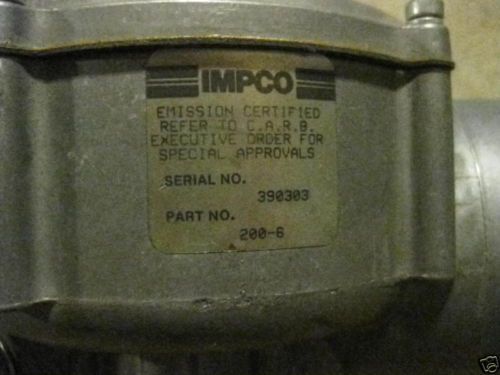 IMPCO
EMISSION CERTIFIED
REFER TO C.A.R.B.
EXECUTIVE ORDER FOR
SPECIAL APPROVALS
SERIAL NO.
390303
PART NO.
200-6